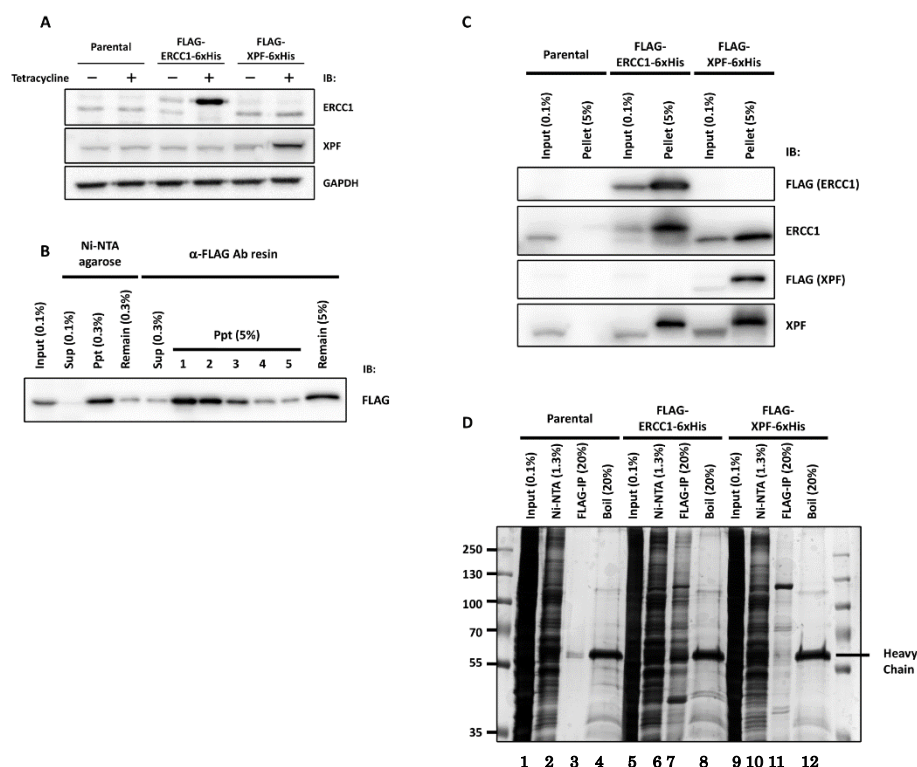 A
Parental
FLAG-
ERCC1-6xHis
FLAG-
XPF-6xHis
Tetracycline − + − + − + IB:
ERCC1
XPF
GAPDH
B
Ni-NTA
agarose
α-FLAG Ab resin
Input (0.1%)
Sup (0.1%)
Ppt (0.3%)
Remain (0.3%)
Sup (0.3%)
Ppt (5%)
1 2 3 4 5
Remain (5%)
IB:
FLAG
C
Parental
FLAG-
ERCC1-6xHis
FLAG-
XPF-6xHis
Input (0.1%)
Pellet (5%)
Input (0.1%)
Pellet (5%)
Input (0.1%)
Pellet (5%)
IB:
FLAG (ERCC1)
ERCC1
FLAG (XPF)
XPF
D
Parental
FLAG-
ERCC1-6xHis
FLAG-
XPF-6xHis
Input (0.1%)
Ni-NTA (1.3%)
FLAG-IP (20%)
Boil (20%)
Input (0.1%)
Ni-NTA (1.3%)
FLAG-IP (20%)
Boil (20%)
Input (0.1%)
Ni-NTA (1.3%)
FLAG-IP (20%)
Boil (20%)
250
130
100
70
55
35
Heavy
Chain
1 2 3 4 5 6 7 8 9 10 11 12